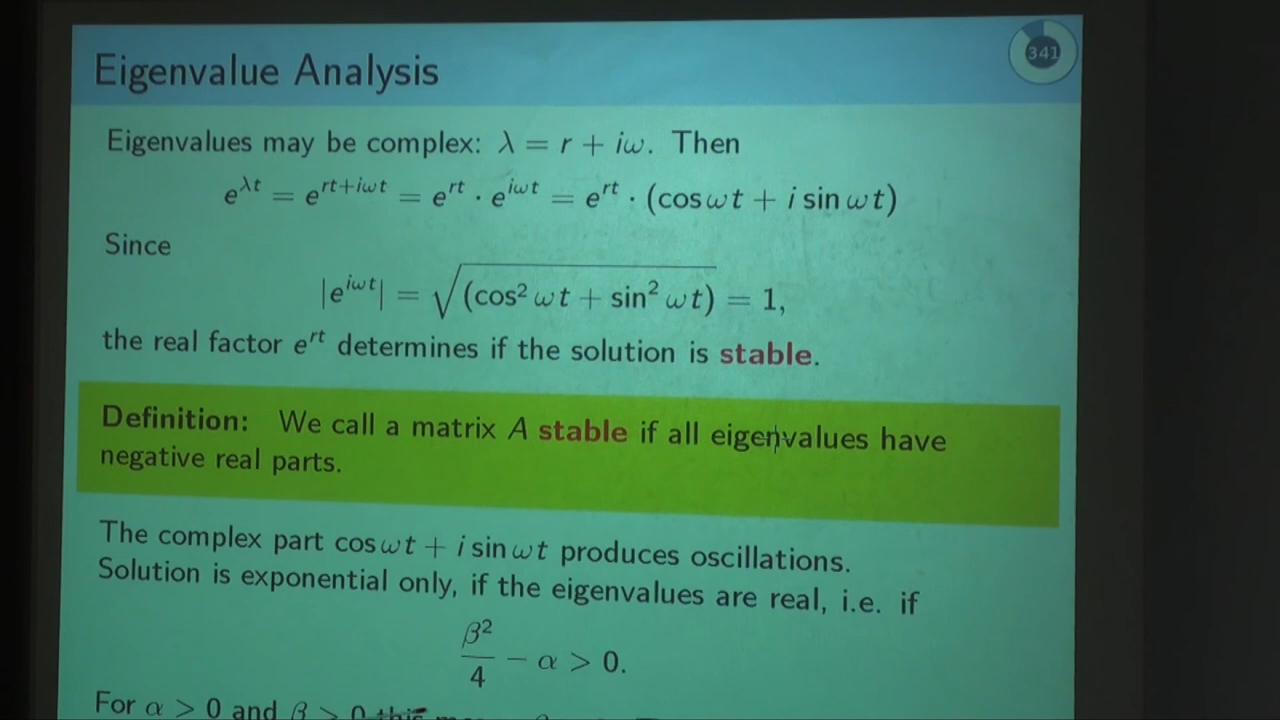 Eigenvalue Analysis
341
Eigenvalues may be complex: λ = r + iω. Then
e^{λt} = e^{rt+iωt} = e^{rt} · e^{iωt} = e^{rt} · (cos ωt + i sin ωt)
Since
|e^{iωt}| = √(cos² ωt + sin² ωt) = 1,
the real factor e^{rt} determines if the solution is stable.
Definition: We call a matrix A stable if all eigenvalues have
negative real parts.
The complex part cos ωt + i sin ωt produces oscillations.
Solution is exponential only, if the eigenvalues are real, i.e. if
β²/4 − α > 0.
For α > 0 and β > 0 this